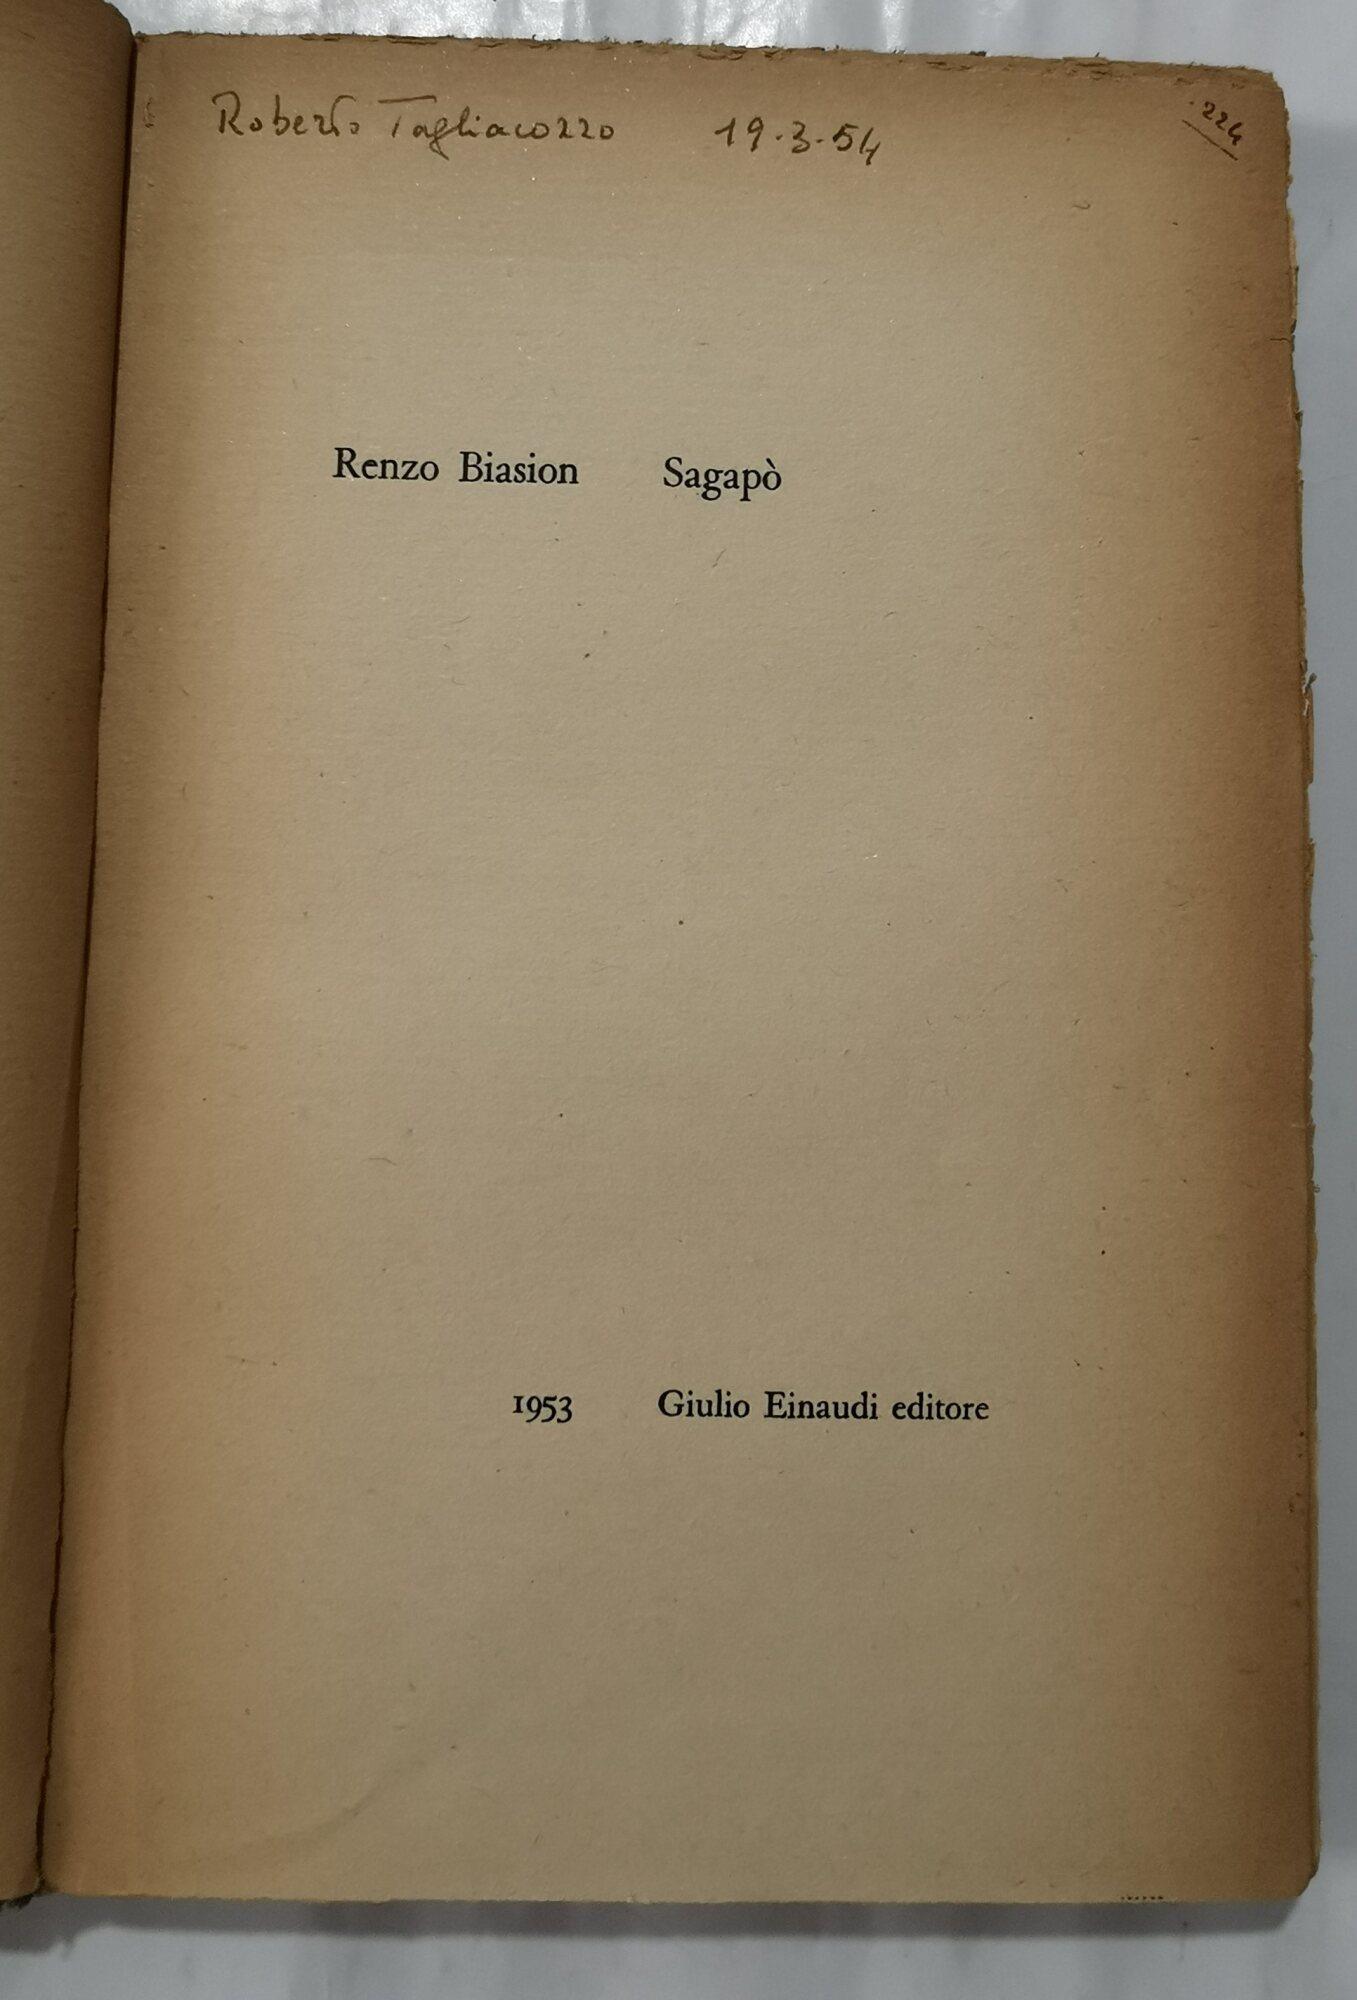 Roberto Tagliacozzo 19.3.54
224
Renzo Biasion Sagapò
1953 Giulio Einaudi editore